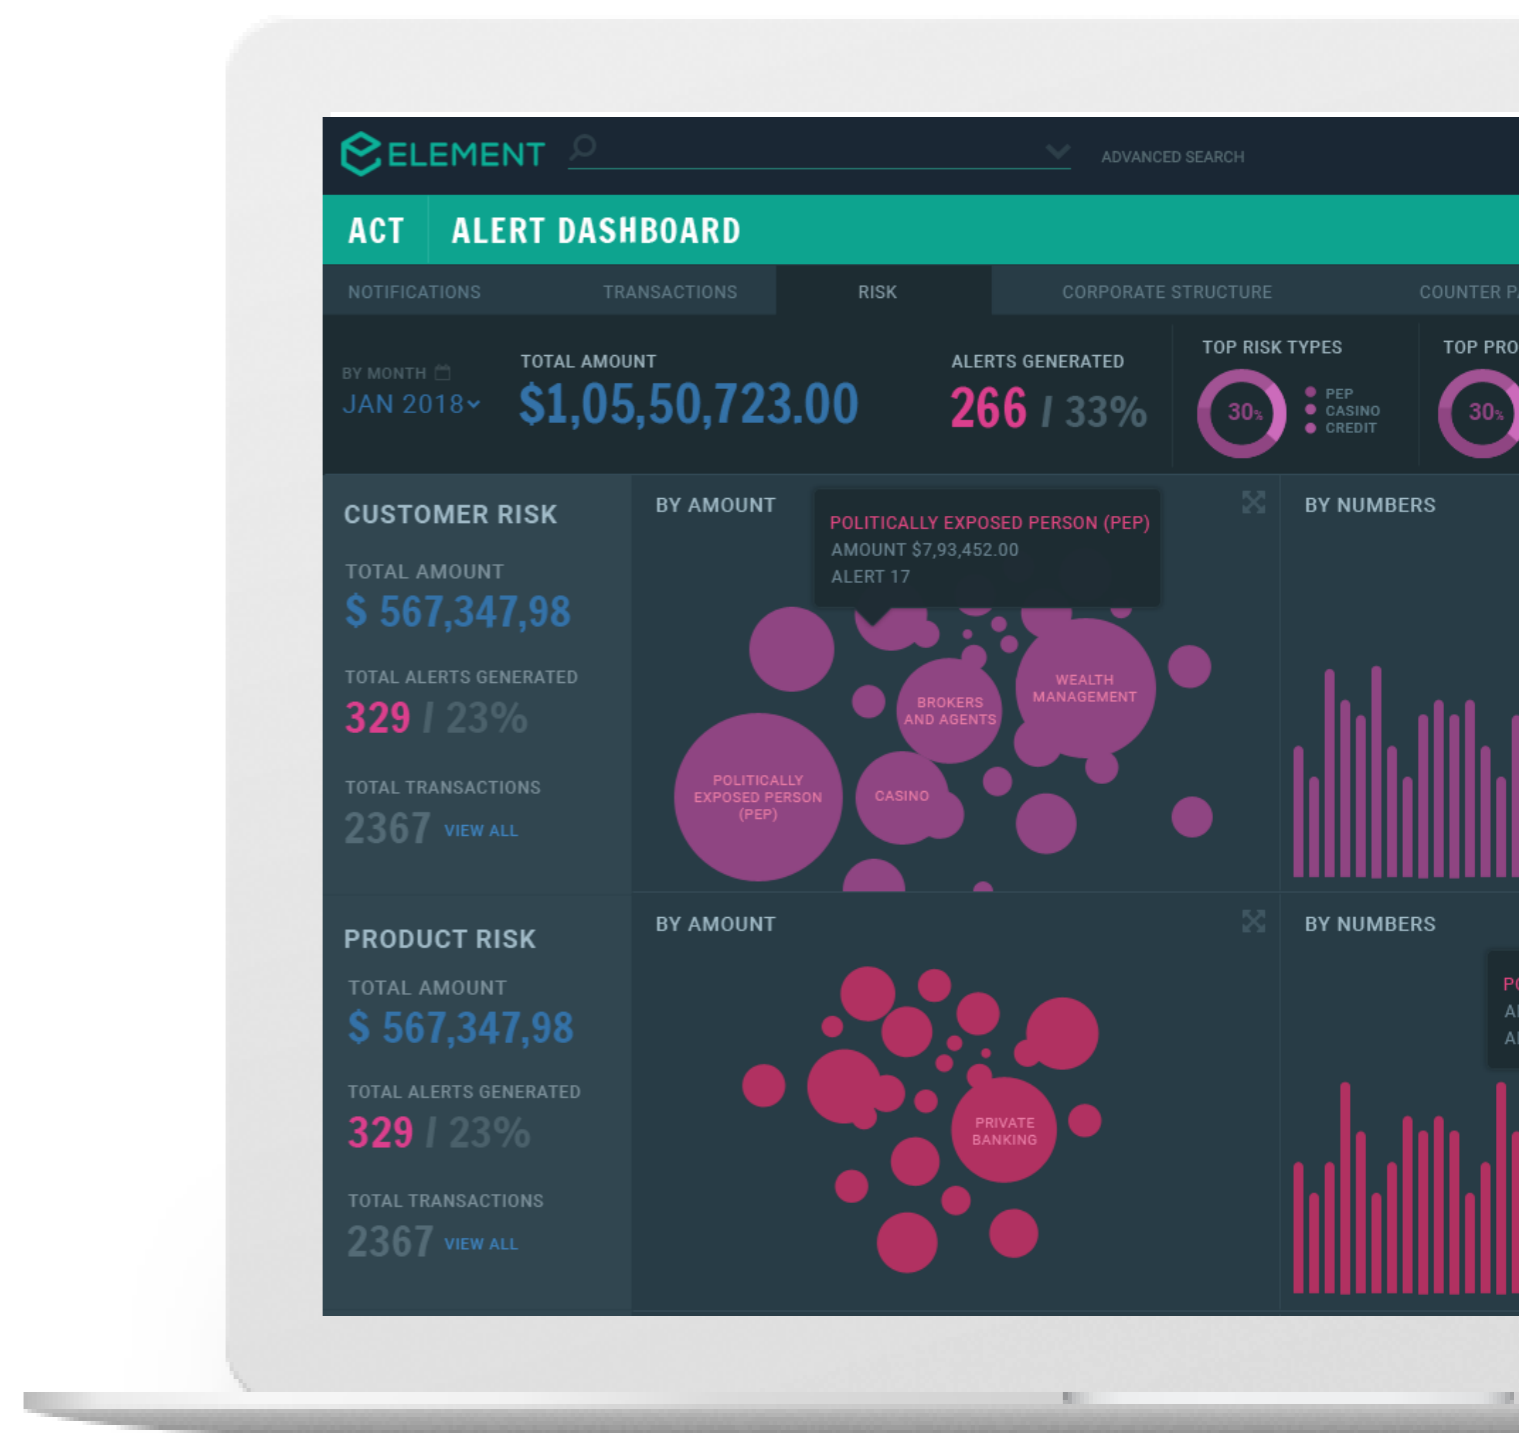 ELEMENT
ADVANCED SEARCH
ACT
ALERT DASHBOARD
NOTIFICATIONS
TRANSACTIONS
RISK
CORPORATE STRUCTURE
COUNTER
BY MONTH
JAN 2018
TOTAL AMOUNT
$1,05,50,723.00
ALERTS GENERATED
266 / 33%
TOP RISK TYPES
30%
PEP
CASINO
CREDIT
TOP PRO
30%
CUSTOMER RISK
TOTAL AMOUNT
$ 567,347,98
TOTAL ALERTS GENERATED
329 / 23%
TOTAL TRANSACTIONS
2367 VIEW ALL
BY AMOUNT
POLITICALLY EXPOSED PERSON (PEP)
AMOUNT $7,93,452.00
ALERT 17
WEALTH
MANAGEMENT
BROKERS
AND AGENTS
POLITICALLY
EXPOSED PERSON
(PEP)
CASINO
BY NUMBERS
PRODUCT RISK
TOTAL AMOUNT
$ 567,347,98
TOTAL ALERTS GENERATED
329 / 23%
TOTAL TRANSACTIONS
2367 VIEW ALL
BY AMOUNT
PRIVATE
BANKING
BY NUMBERS